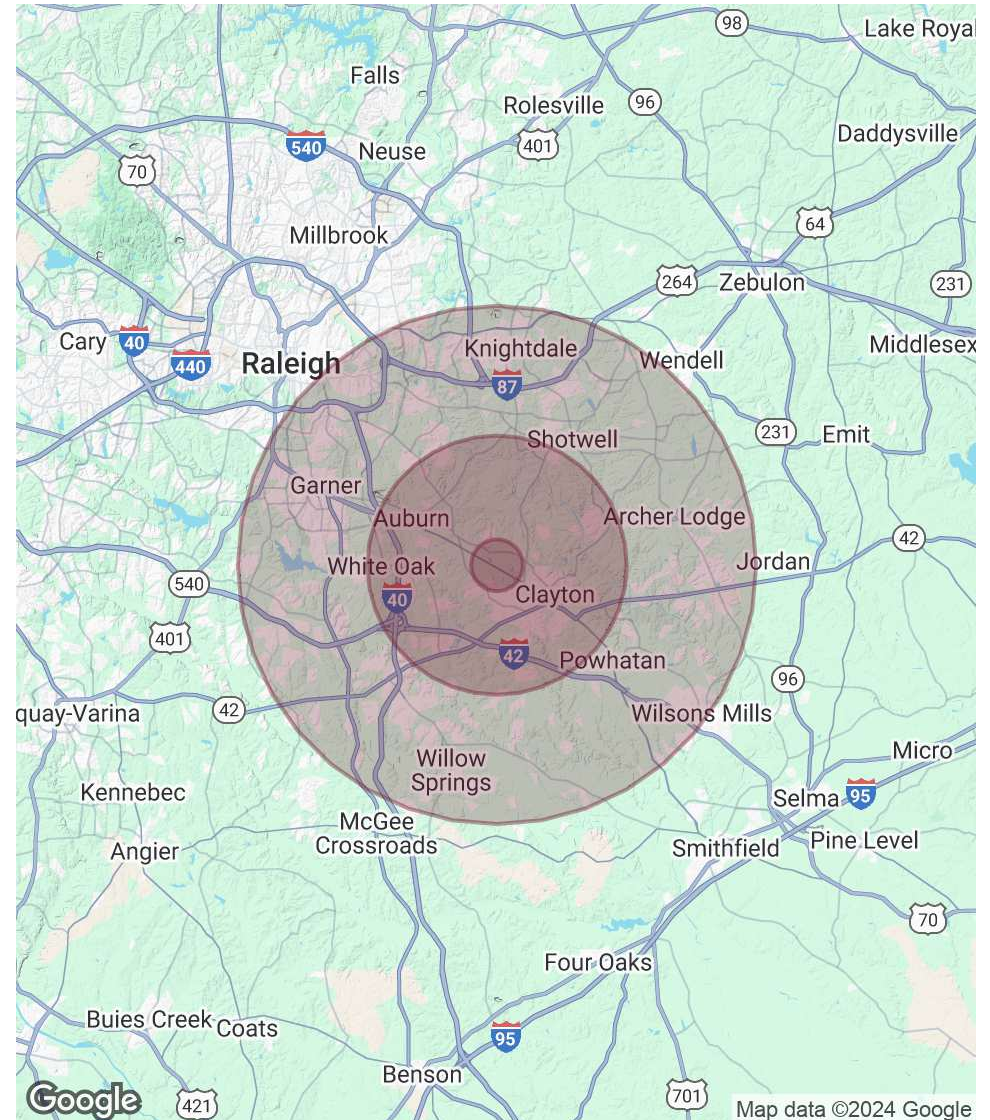 98
Lake Royal
Falls
Rolesville
96
401
Daddysville
540
Neuse
70
64
Millbrook
264
Zebulon
231
Cary
40
Knightdale
Middlesex
440
Raleigh
Wendell
87
231
Emit
Shotwell
Garner
Auburn
Archer Lodge
42
White Oak
Jordan
540
40
Clayton
401
42
Powhatan
96
quay-Varina
42
Wilsons Mills
Micro
Willow
Springs
Kennebec
Selma
95
McGee
Crossroads
Angier
Smithfield
Pine Level
70
Four Oaks
Buies Creek
Coats
95
Benson
701
421
Google
Map data ©2024 Google